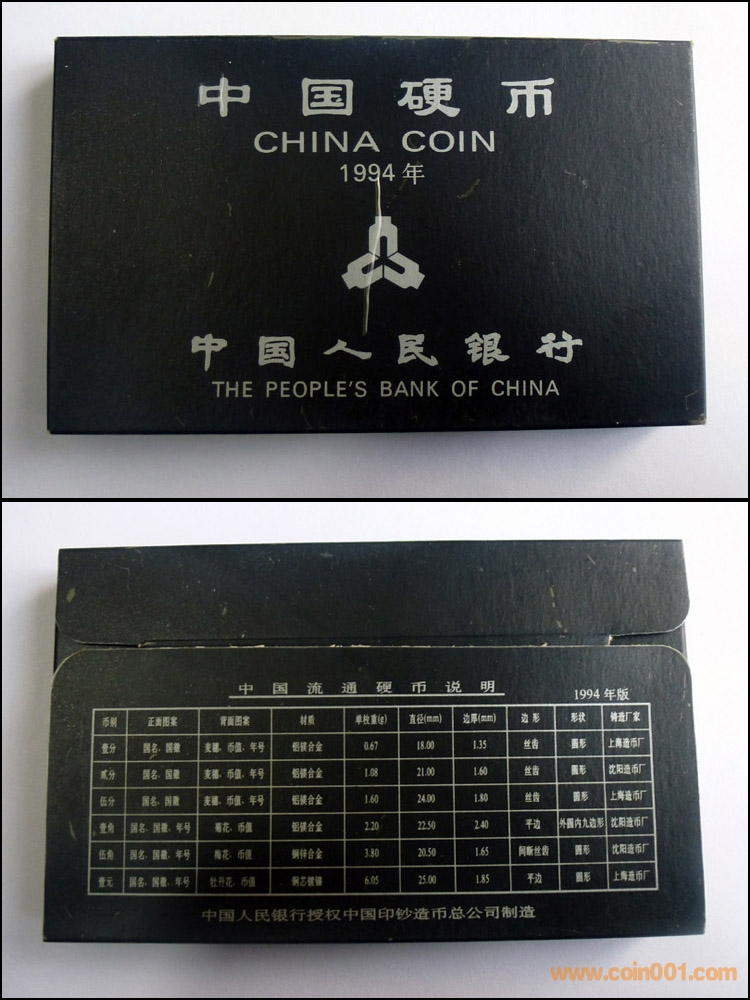 中国硬币
CHINA COIN
1994年
中国人民银行
THE PEOPLE'S BANK OF CHINA
中国流通硬币说明
1994年版
币别 正面图案 背面图案 材质 单枚重(g) 直径(mm) 边厚(mm) 边形 形状 铸造厂家
壹分 国名、国徽 麦穗、币值、年号 铝镁合金 0.67 18.00 1.35 丝齿 圆形 上海造币厂
贰分 国名、国徽 麦穗、币值、年号 铝镁合金 1.08 21.00 1.60 丝齿 圆形 沈阳造币厂
伍分 国名、国徽 麦穗、币值、年号 铝镁合金 1.60 24.00 1.80 丝齿 圆形 上海造币厂
壹角 国名、国徽、年号 菊花、币值 铝镁合金 2.20 22.50 2.40 平边 外圆内九边形 沈阳造币厂
伍角 国名、国徽、年号 梅花、币值 铜锌合金 3.80 20.50 1.65 间断丝齿 圆形 沈阳造币厂
壹元 国名、国徽、年号 牡丹花、币值 钢芯镀镍 6.05 25.00 1.85 平边 圆形 上海造币厂
中国人民银行授权中国印钞造币总公司制造
www.coin001.com